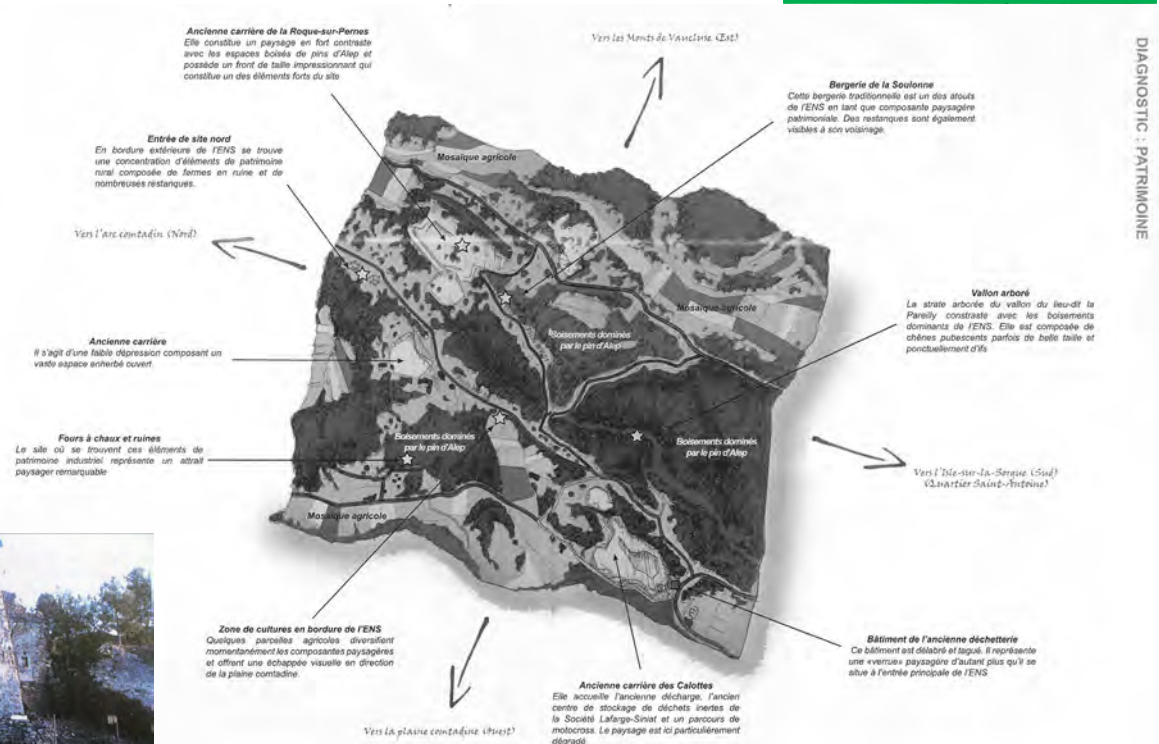 DIAGNOSTIC : PATRIMOINE
Ancienne carrière de la Roque-sur-Pernes
Elle constitue un paysage en fort contraste
avec les espaces boisés de pins d'Alep et
possède un front de taille impressionnant qui
constitue un des éléments forts du site
Vers les Monts de Vaucluse (Est)
Bergerie de la Soulonne
Cette bergerie traditionnelle est un des atouts
de l'ENS en tant que composante paysagère
patrimoniale. Des restanques sont également
visibles à son voisinage.
Entrée de site nord
En bordure extérieure de l'ENS se trouve
une concentration d'éléments de patrimoine
rural composée de fermes en ruine et de
nombreuses restanques.
Mosaïque agricole
Vers l'arc comtadin (Nord)
Vallon arboré
La strate arborée du vallon du lieu-dit la
Pareilly constraste avec les boisements
dominants de l'ENS. Elle est composée de
chênes pubescents parfois de belle taille et
ponctuellement d'ifs
Mosaïque agricole
Boisements dominés
par le pin d'Alep
Ancienne carrière
Il s'agit d'une faible dépression composant un
vaste espace enherbé ouvert
Fours à chaux et ruines
Le site où se trouvent ces éléments de
patrimoine industriel représente un attrait
paysager remarquable
Boisements dominés
par le pin d'Alep
Boisements dominés
par le pin d'Alep
Vers l'Isle-sur-la-Sorgue (Sud)
(Quartier Saint-Antoine)
Mosaïque agricole
Zone de cultures en bordure de l'ENS
Quelques parcelles agricoles diversifient
momentanément les composantes paysagères
et offrent une échappée visuelle en direction
de la plaine comtadine.
Bâtiment de l'ancienne déchetterie
Ce bâtiment est délabré et tagué. Il représente
une «verrue» paysagère d'autant plus qu'il se
situe à l'entrée principale de l'ENS
Ancienne carrière des Calottes
Elle accueille l'ancienne décharge, l'ancien
centre de stockage de déchets inertes de
la Société Lafarge-Siniat et un parcours de
motocross. Le paysage est ici particulièrement
dégradé
Vers la plaine comtadine (Ouest)